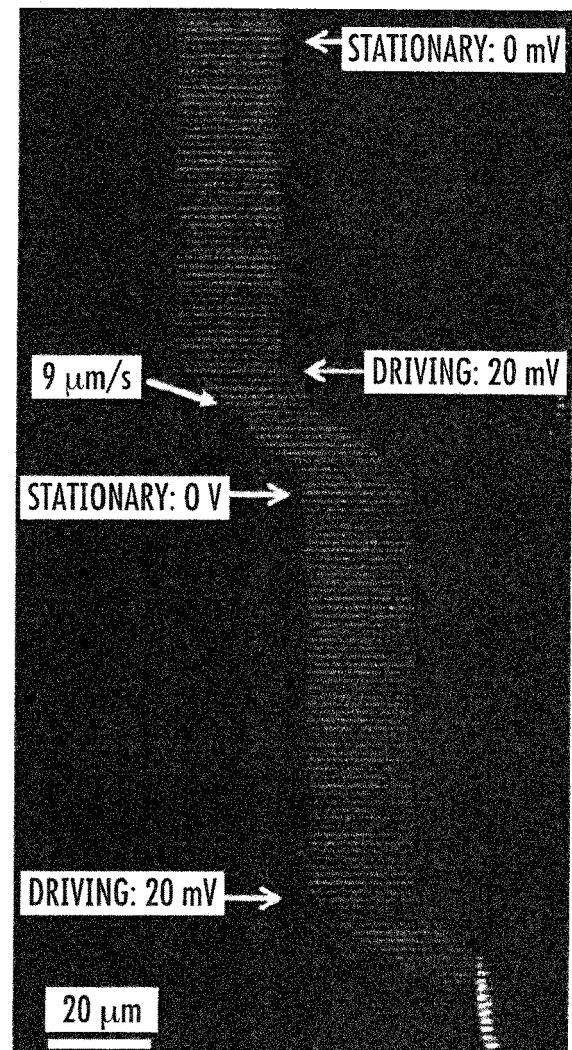 STATIONARY: 0 mV
9 μm/s
DRIVING: 20 mV
STATIONARY: 0 V
DRIVING: 20 mV
20 μm